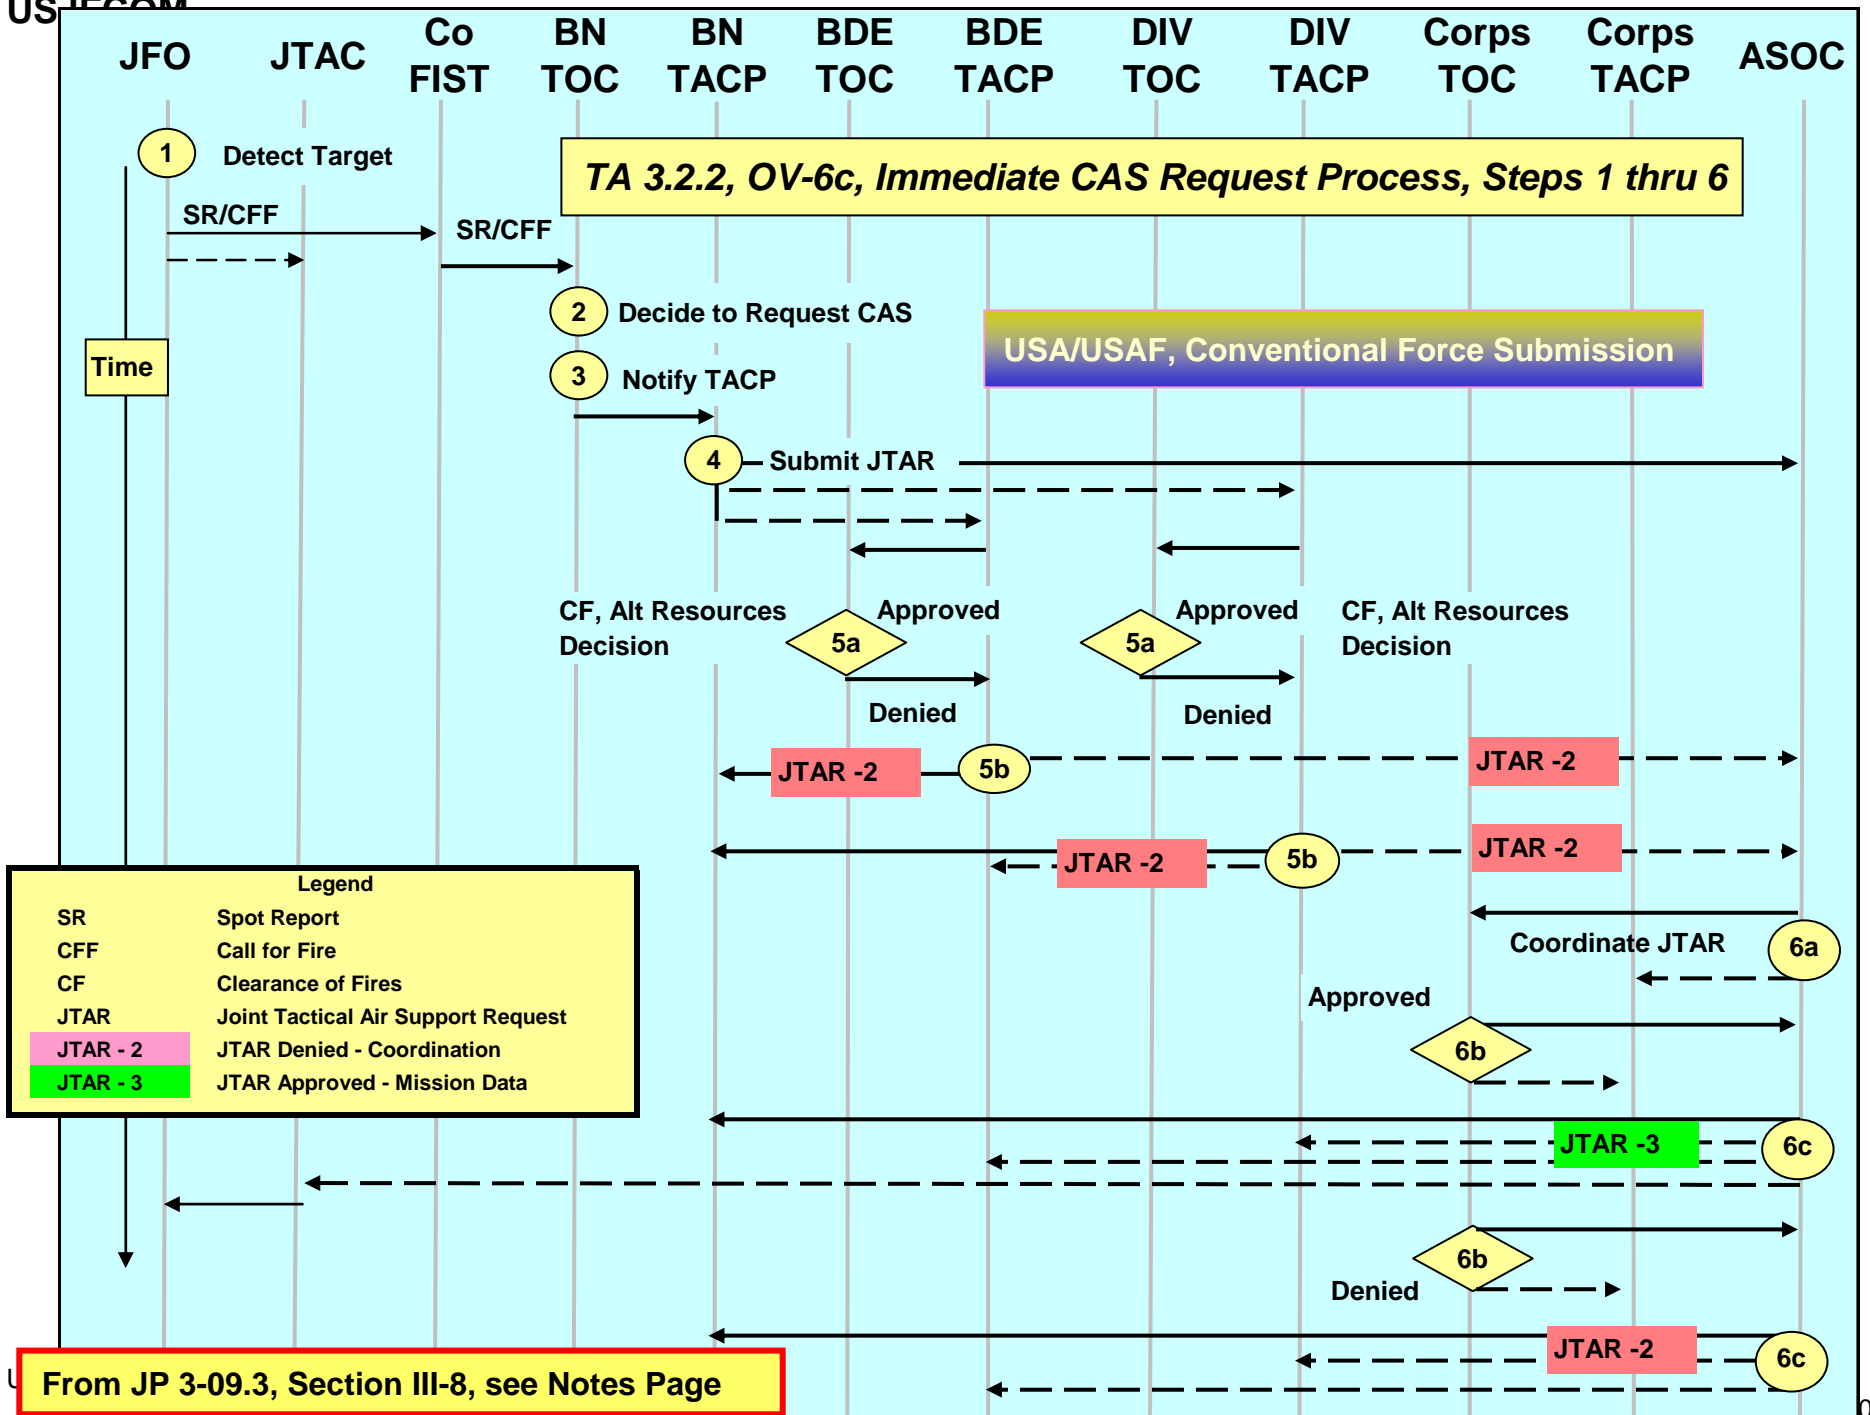 USJFCOM
JFO
JTAC
Co
FIST
BN
TOC
BN
TACP
BDE
TOC
BDE
TACP
DIV
TOC
DIV
TACP
Corps
TOC
Corps
TACP
ASOC
1
Detect Target
TA 3.2.2, OV-6c, Immediate CAS Request Process, Steps 1 thru 6
SR/CFF
SR/CFF
2
Decide to Request CAS
USA/USAF, Conventional Force Submission
Time
3
Notify TACP
4
Submit JTAR
CF, Alt Resources
Decision
5a
Approved
5a
Approved
CF, Alt Resources
Decision
Denied
Denied
JTAR -2
5b
JTAR -2
JTAR -2
5b
JTAR -2
Legend
SR Spot Report
CFF Call for Fire
CF Clearance of Fires
JTAR Joint Tactical Air Support Request
JTAR - 2 JTAR Denied - Coordination
JTAR - 3 JTAR Approved - Mission Data
Coordinate JTAR
6a
Approved
6b
JTAR -3
6c
6b
Denied
JTAR -2
6c
From JP 3-09.3, Section III-8, see Notes Page